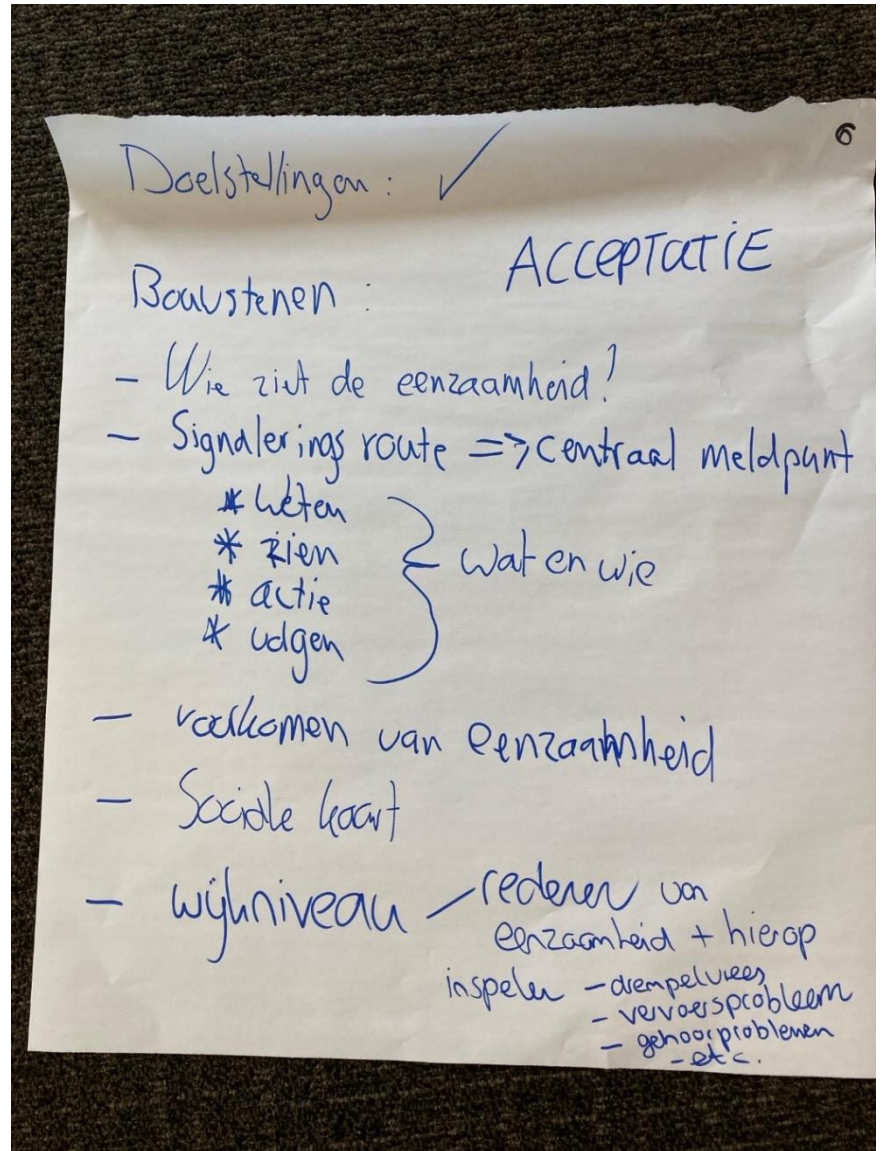 6
Doelstellingen: ✓
ACCEPTATIE
Bouwstenen:
- Wie ziet de eenzaamheid?
- Signalerings route => centraal meldpunt
* weten
* zien
* actie
* volgen
} wat en wie
- voorkomen van eenzaamheid
- Sociale kaart
- wijkniveau - redenen van
eenzaamheid + hierop
inspelen - drempelvrees
- vervoersprobleem
- gehoorproblemen
- etc.